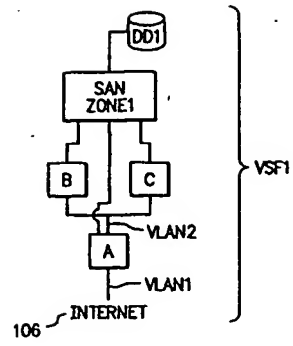 DD1
SAN
ZONE1
B
C
VSF1
VLAN2
A
VLAN1
INTERNET
106